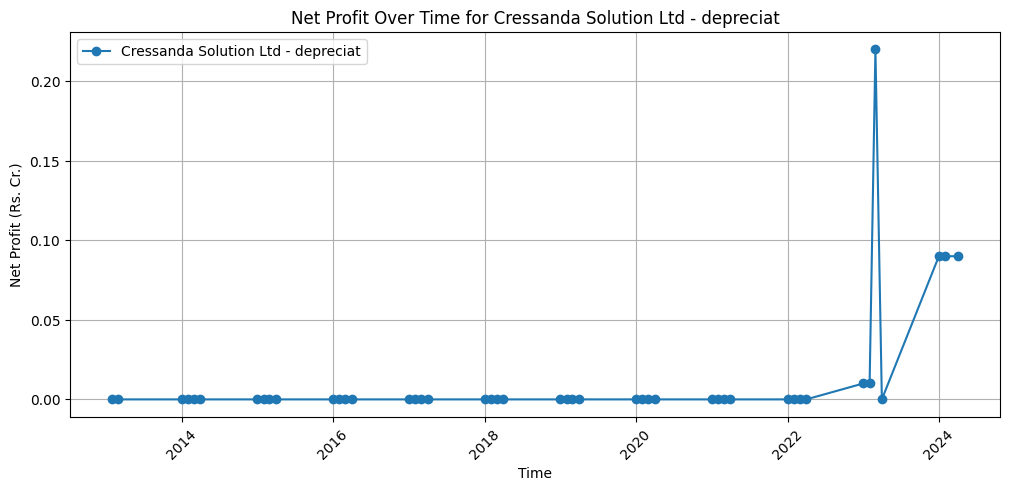 Net Profit Over Time for Cressanda Solution Ltd - depreciat
Cressanda Solution Ltd - depreciat
Net Profit (Rs. Cr.)
0.20
0.15
0.10
0.05
0.00
2014
2016
2018
2020
2022
2024
Time